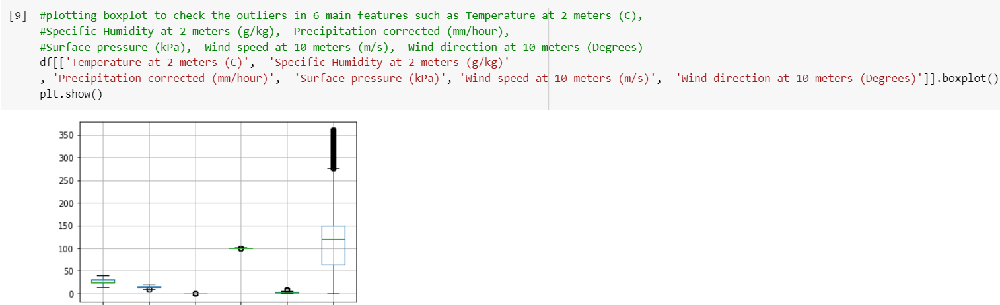 [9] #plotting boxplot to check the outliers in 6 main features such as Temperature at 2 meters (C),
#Specific Humidity at 2 meters (g/kg),  Precipitation corrected (mm/hour),
#Surface pressure (kPa),  Wind speed at 10 meters (m/s),  Wind direction at 10 meters (Degrees)
df[['Temperature at 2 meters (C)',  'Specific Humidity at 2 meters (g/kg)'
, 'Precipitation corrected (mm/hour)',  'Surface pressure (kPa)', 'Wind speed at 10 meters (m/s)',  'Wind direction at 10 meters (Degrees)']].boxplot()
plt.show()
350
300
250
200
150
100
50
0